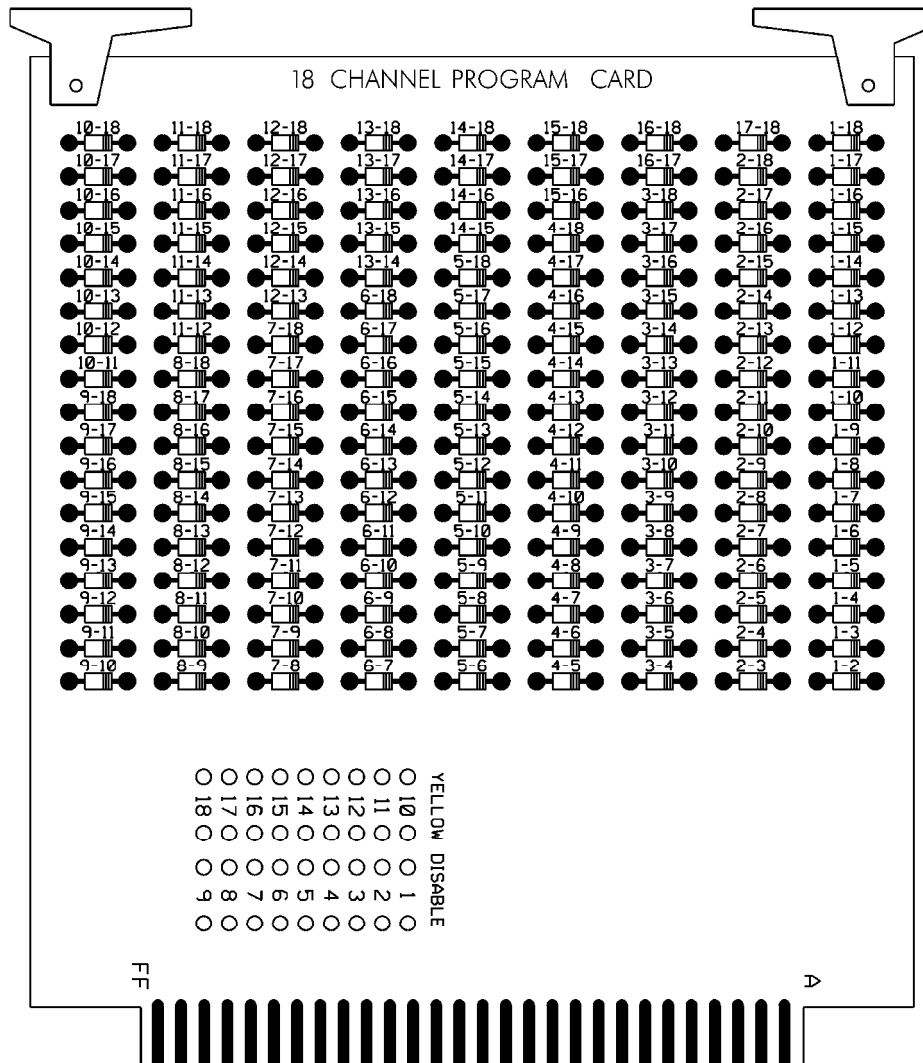 18 CHANNEL PROGRAM CARD
10-18 11-18 12-18 13-18 14-18 15-18 16-18 17-18 1-18
10-17 11-17 12-17 13-17 14-17 15-17 16-17 2-18 1-17
10-16 11-16 12-16 13-16 14-16 15-16 3-18 2-17 1-16
10-15 11-15 12-15 13-15 14-15 4-18 3-17 2-16 1-15
10-14 11-14 12-14 13-14 5-18 4-17 3-16 2-15 1-14
10-13 11-13 12-13 6-18 5-17 4-16 3-15 2-14 1-13
10-12 11-12 7-18 6-17 5-16 4-15 3-14 2-13 1-12
10-11 8-18 7-17 6-16 5-15 4-14 3-13 2-12 1-11
9-18 8-17 7-16 6-15 5-14 4-13 3-12 2-11 1-10
9-17 8-16 7-15 6-14 5-13 4-12 3-11 2-10 1-9
9-16 8-15 7-14 6-13 5-12 4-11 3-10 2-9 1-8
9-15 8-14 7-13 6-12 5-11 4-10 3-9 2-8 1-7
9-14 8-13 7-12 6-11 5-10 4-9 3-8 2-7 1-6
9-13 8-12 7-11 6-10 5-9 4-8 3-7 2-6 1-5
9-12 8-11 7-10 6-9 5-8 4-7 3-6 2-5 1-4
9-11 8-10 7-9 6-8 5-7 4-6 3-5 2-4 1-3
9-10 8-9 7-8 6-7 5-6 4-5 3-4 2-3 1-2
YELLOW DISABLE
10 1
11 2
12 3
13 4
14 5
15 6
16 7
17 8
18 9
FF
A